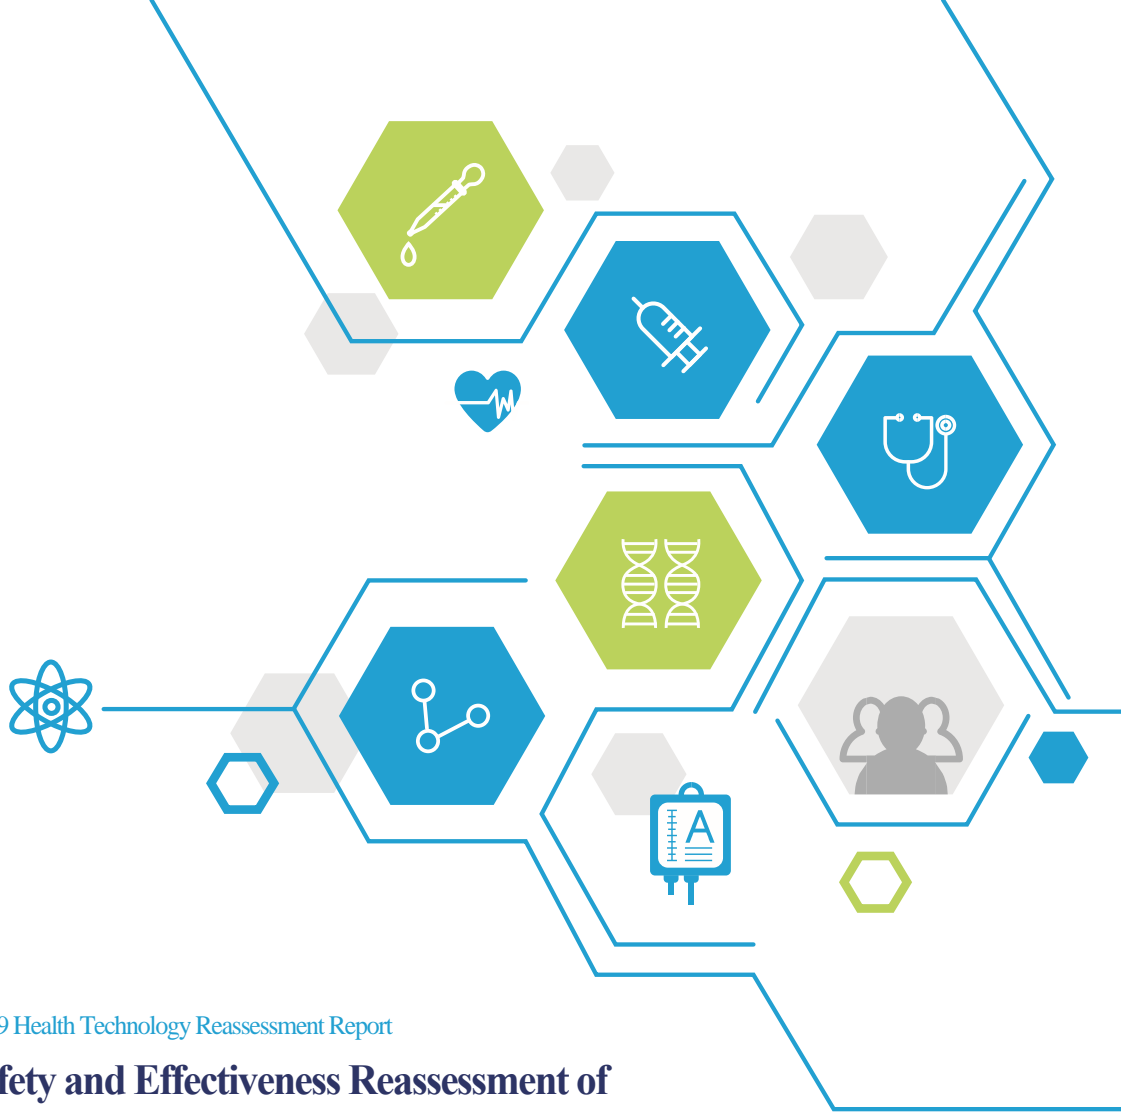 A
9 Health Technology Reassessment Report
fety and Effectiveness Reassessment of